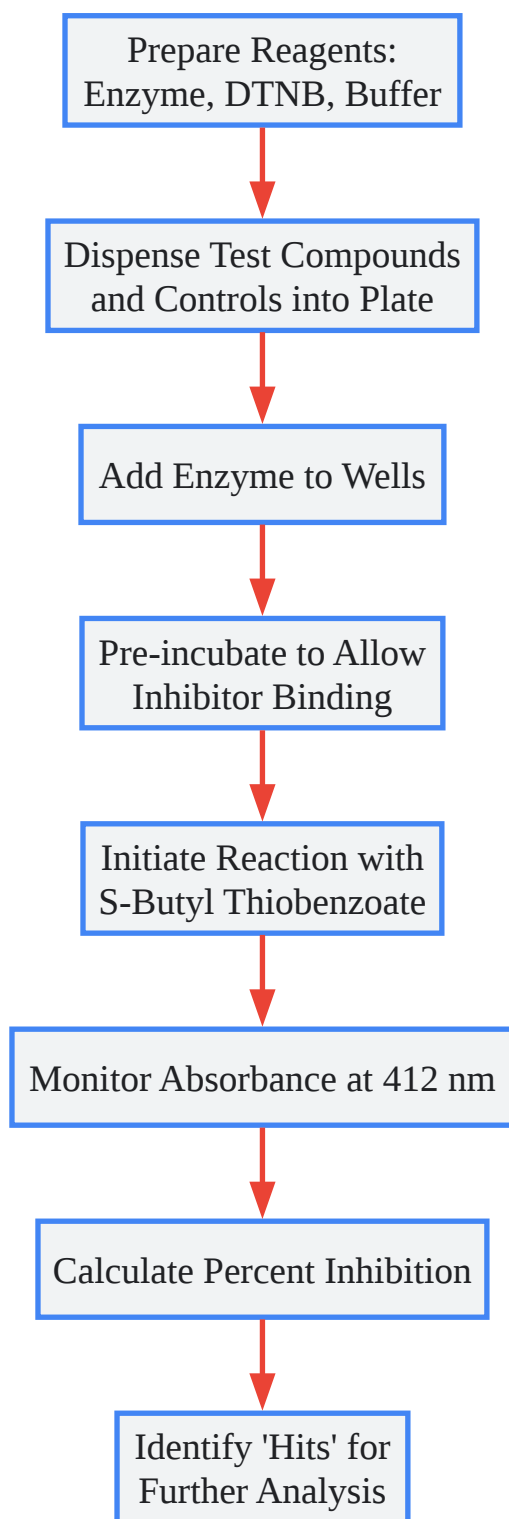 Prepare Reagents:
Enzyme, DTNB, Buffer
Dispense Test Compounds
and Controls into Plate
Add Enzyme to Wells
Pre-incubate to Allow
Inhibitor Binding
Initiate Reaction with
S-Butyl Thiobenzoate
Monitor Absorbance at 412 nm
Calculate Percent Inhibition
Identify 'Hits' for
Further Analysis